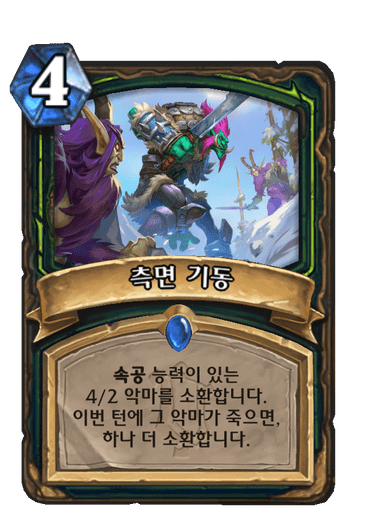 4
측면 기동
속공 능력이 있는
4/2 악마를 소환합니다.
이번 턴에 그 악마가 죽으면,
하나 더 소환합니다.